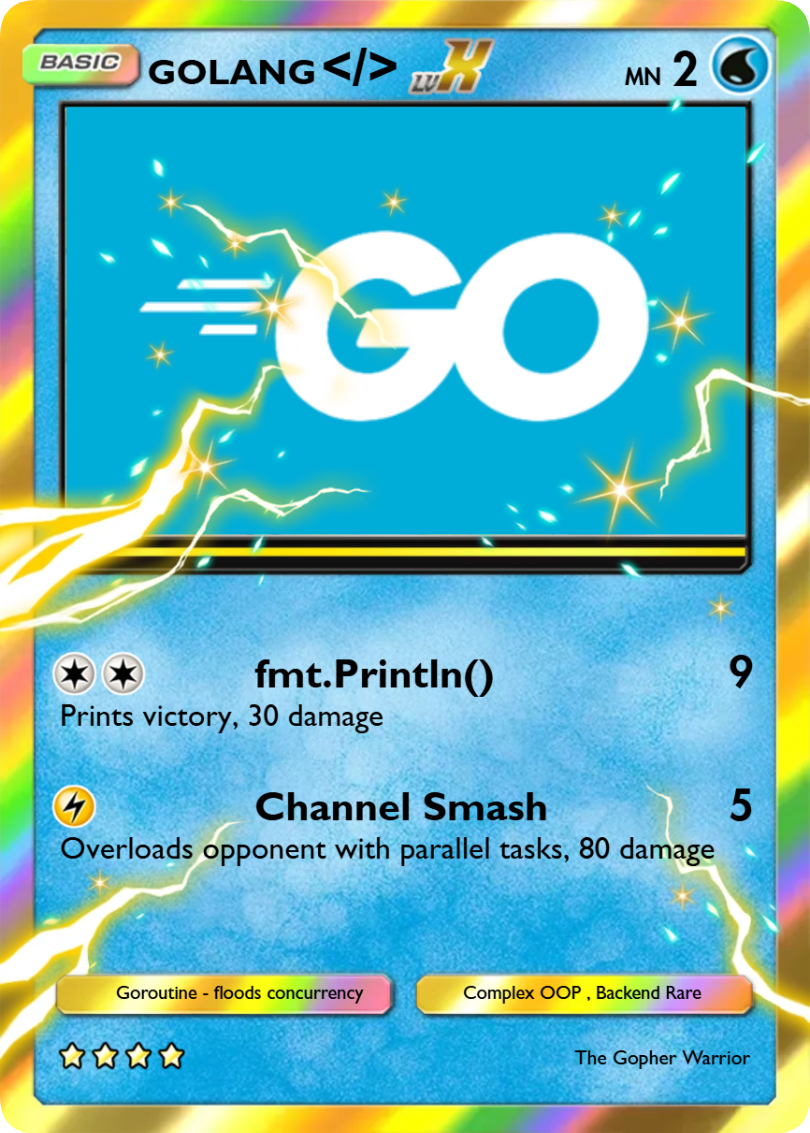 BASIC GOLANG </> LV.X MN 2
GO
fmt.Println() 9
Prints victory, 30 damage
Channel Smash 5
Overloads opponent with parallel tasks, 80 damage
Goroutine - floods concurrency
Complex OOP , Backend Rare
The Gopher Warrior